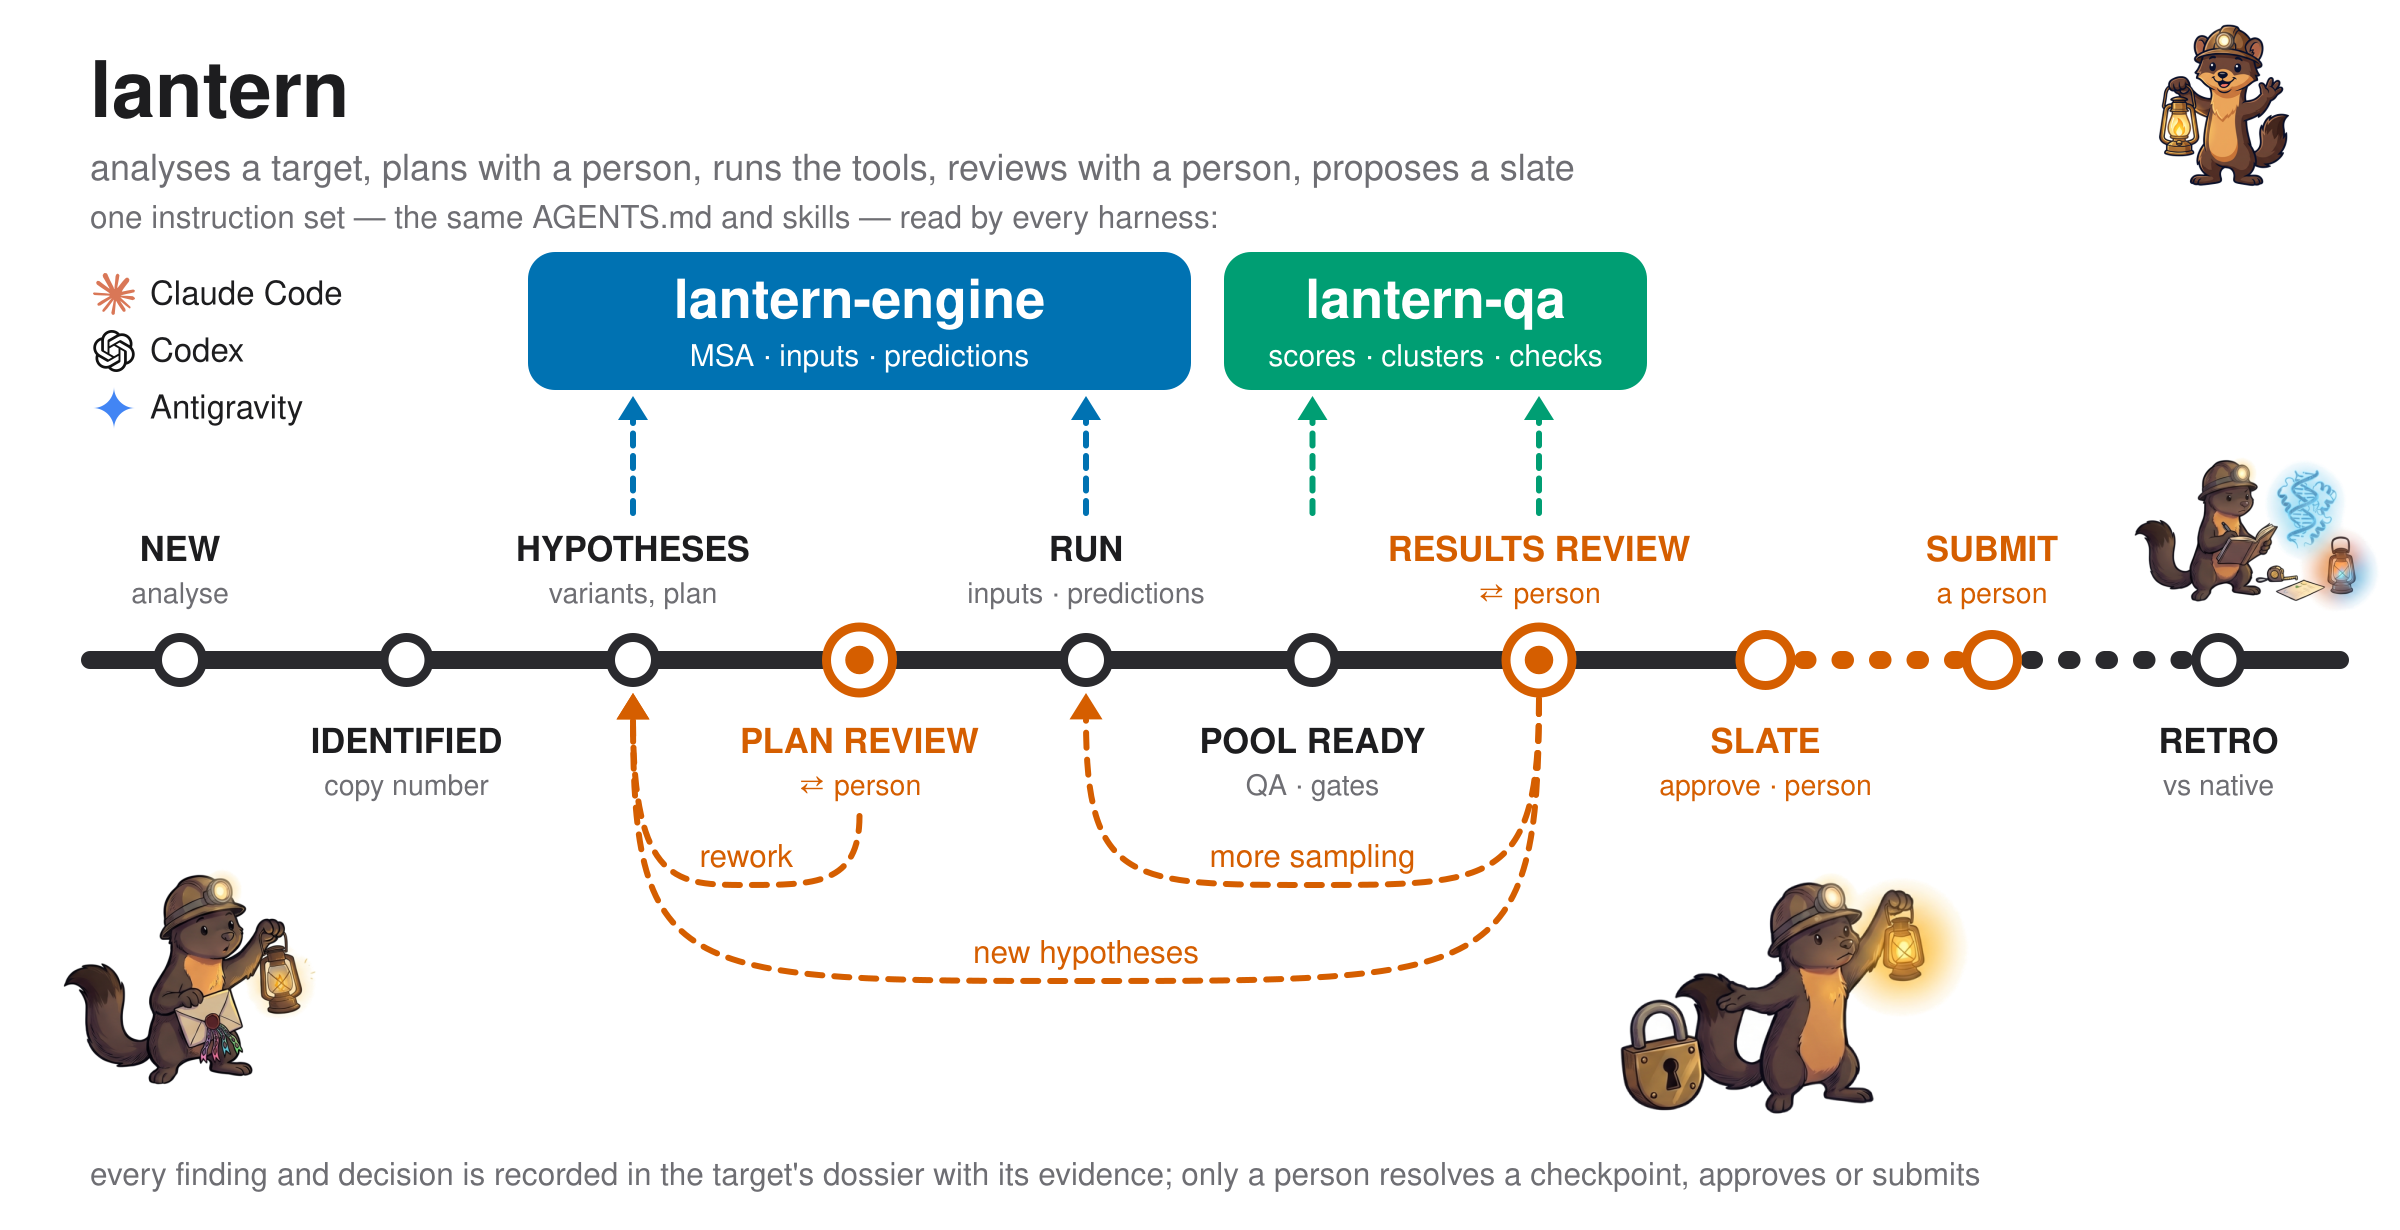 lantern
analyses a target, plans with a person, runs the tools, reviews with a person, proposes a slate
one instruction set — the same AGENTS.md and skills — read by every harness:
Claude Code
Codex
Antigravity
lantern-engine
MSA · inputs · predictions
lantern-qa
scores · clusters · checks
NEW
analyse
HYPOTHESES
variants, plan
RUN
inputs · predictions
RESULTS REVIEW
⇄ person
SUBMIT
a person
IDENTIFIED
copy number
PLAN REVIEW
⇄ person
POOL READY
QA · gates
SLATE
approve · person
RETRO
vs native
rework
more sampling
new hypotheses
every finding and decision is recorded in the target's dossier with its evidence; only a person resolves a checkpoint, approves or submits